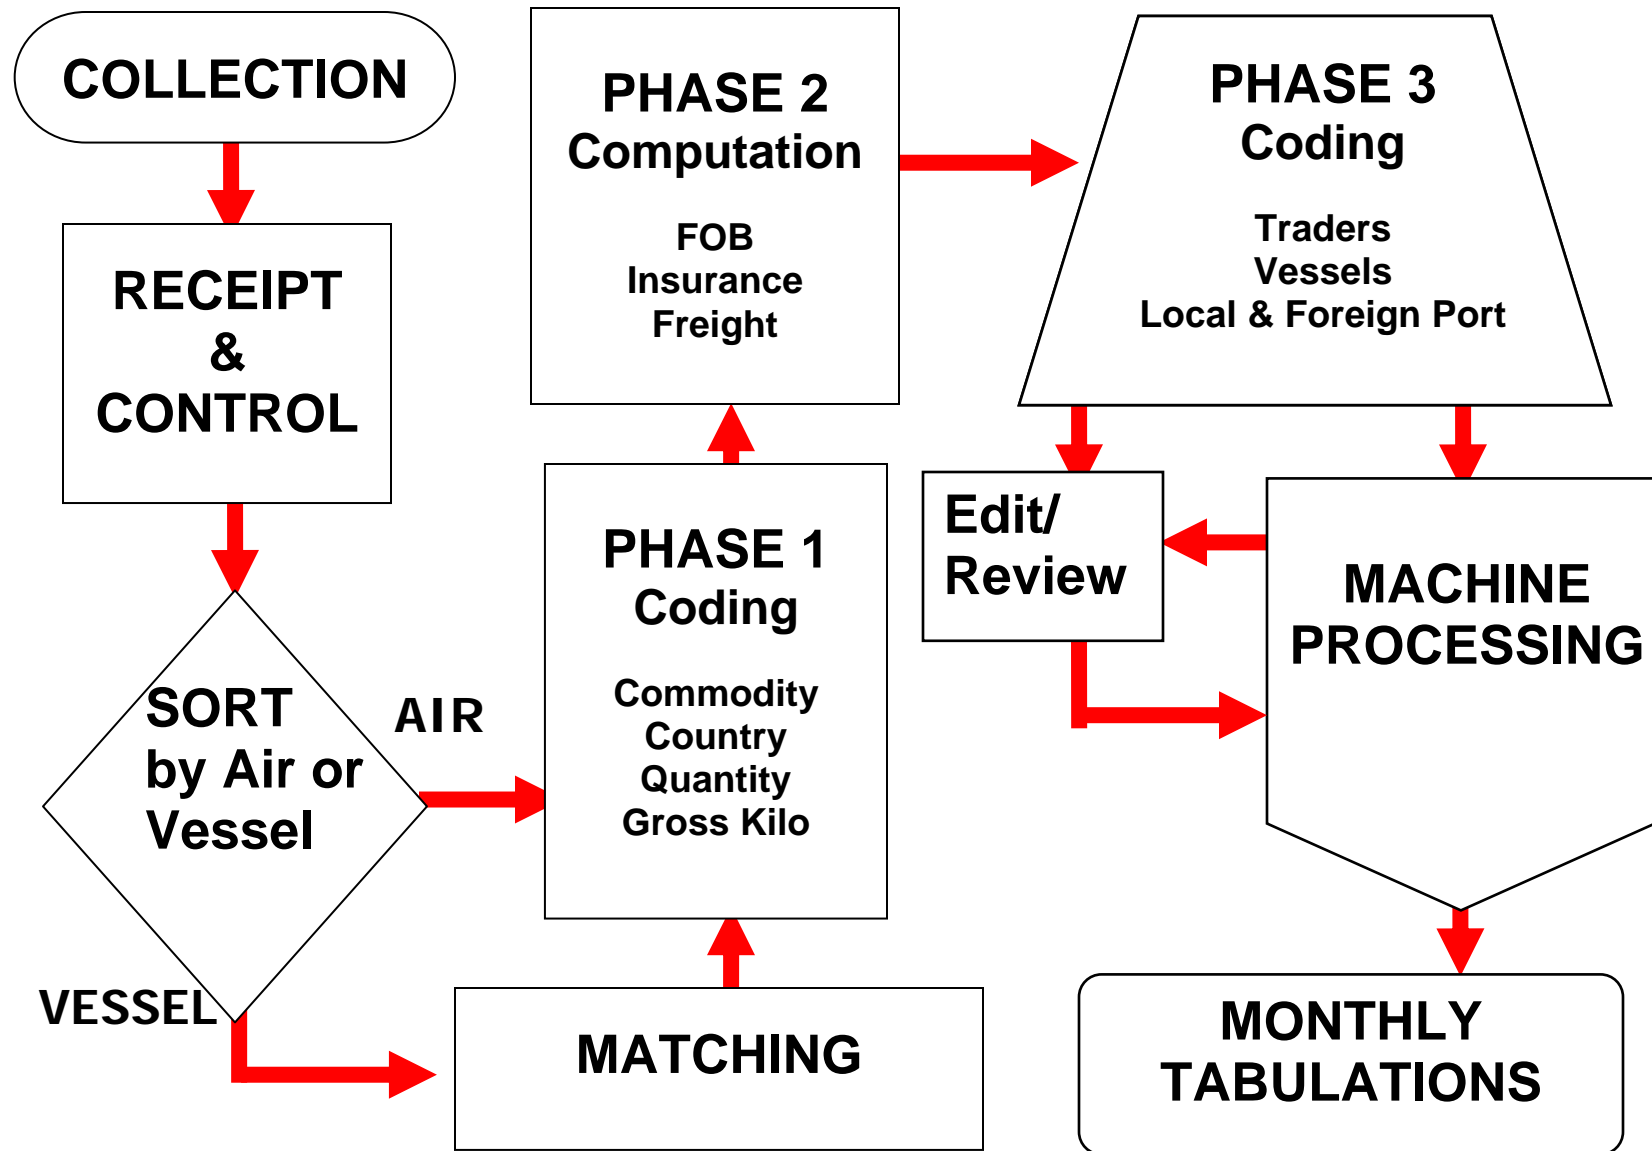 COLLECTION
RECEIPT
&
CONTROL
SORT
by Air or
Vessel
AIR
VESSEL
MATCHING
PHASE 1
Coding
Commodity
Country
Quantity
Gross Kilo
PHASE 2
Computation
FOB
Insurance
Freight
PHASE 3
Coding
Traders
Vessels
Local & Foreign Port
Edit/
Review
MACHINE
PROCESSING
MONTHLY
TABULATIONS